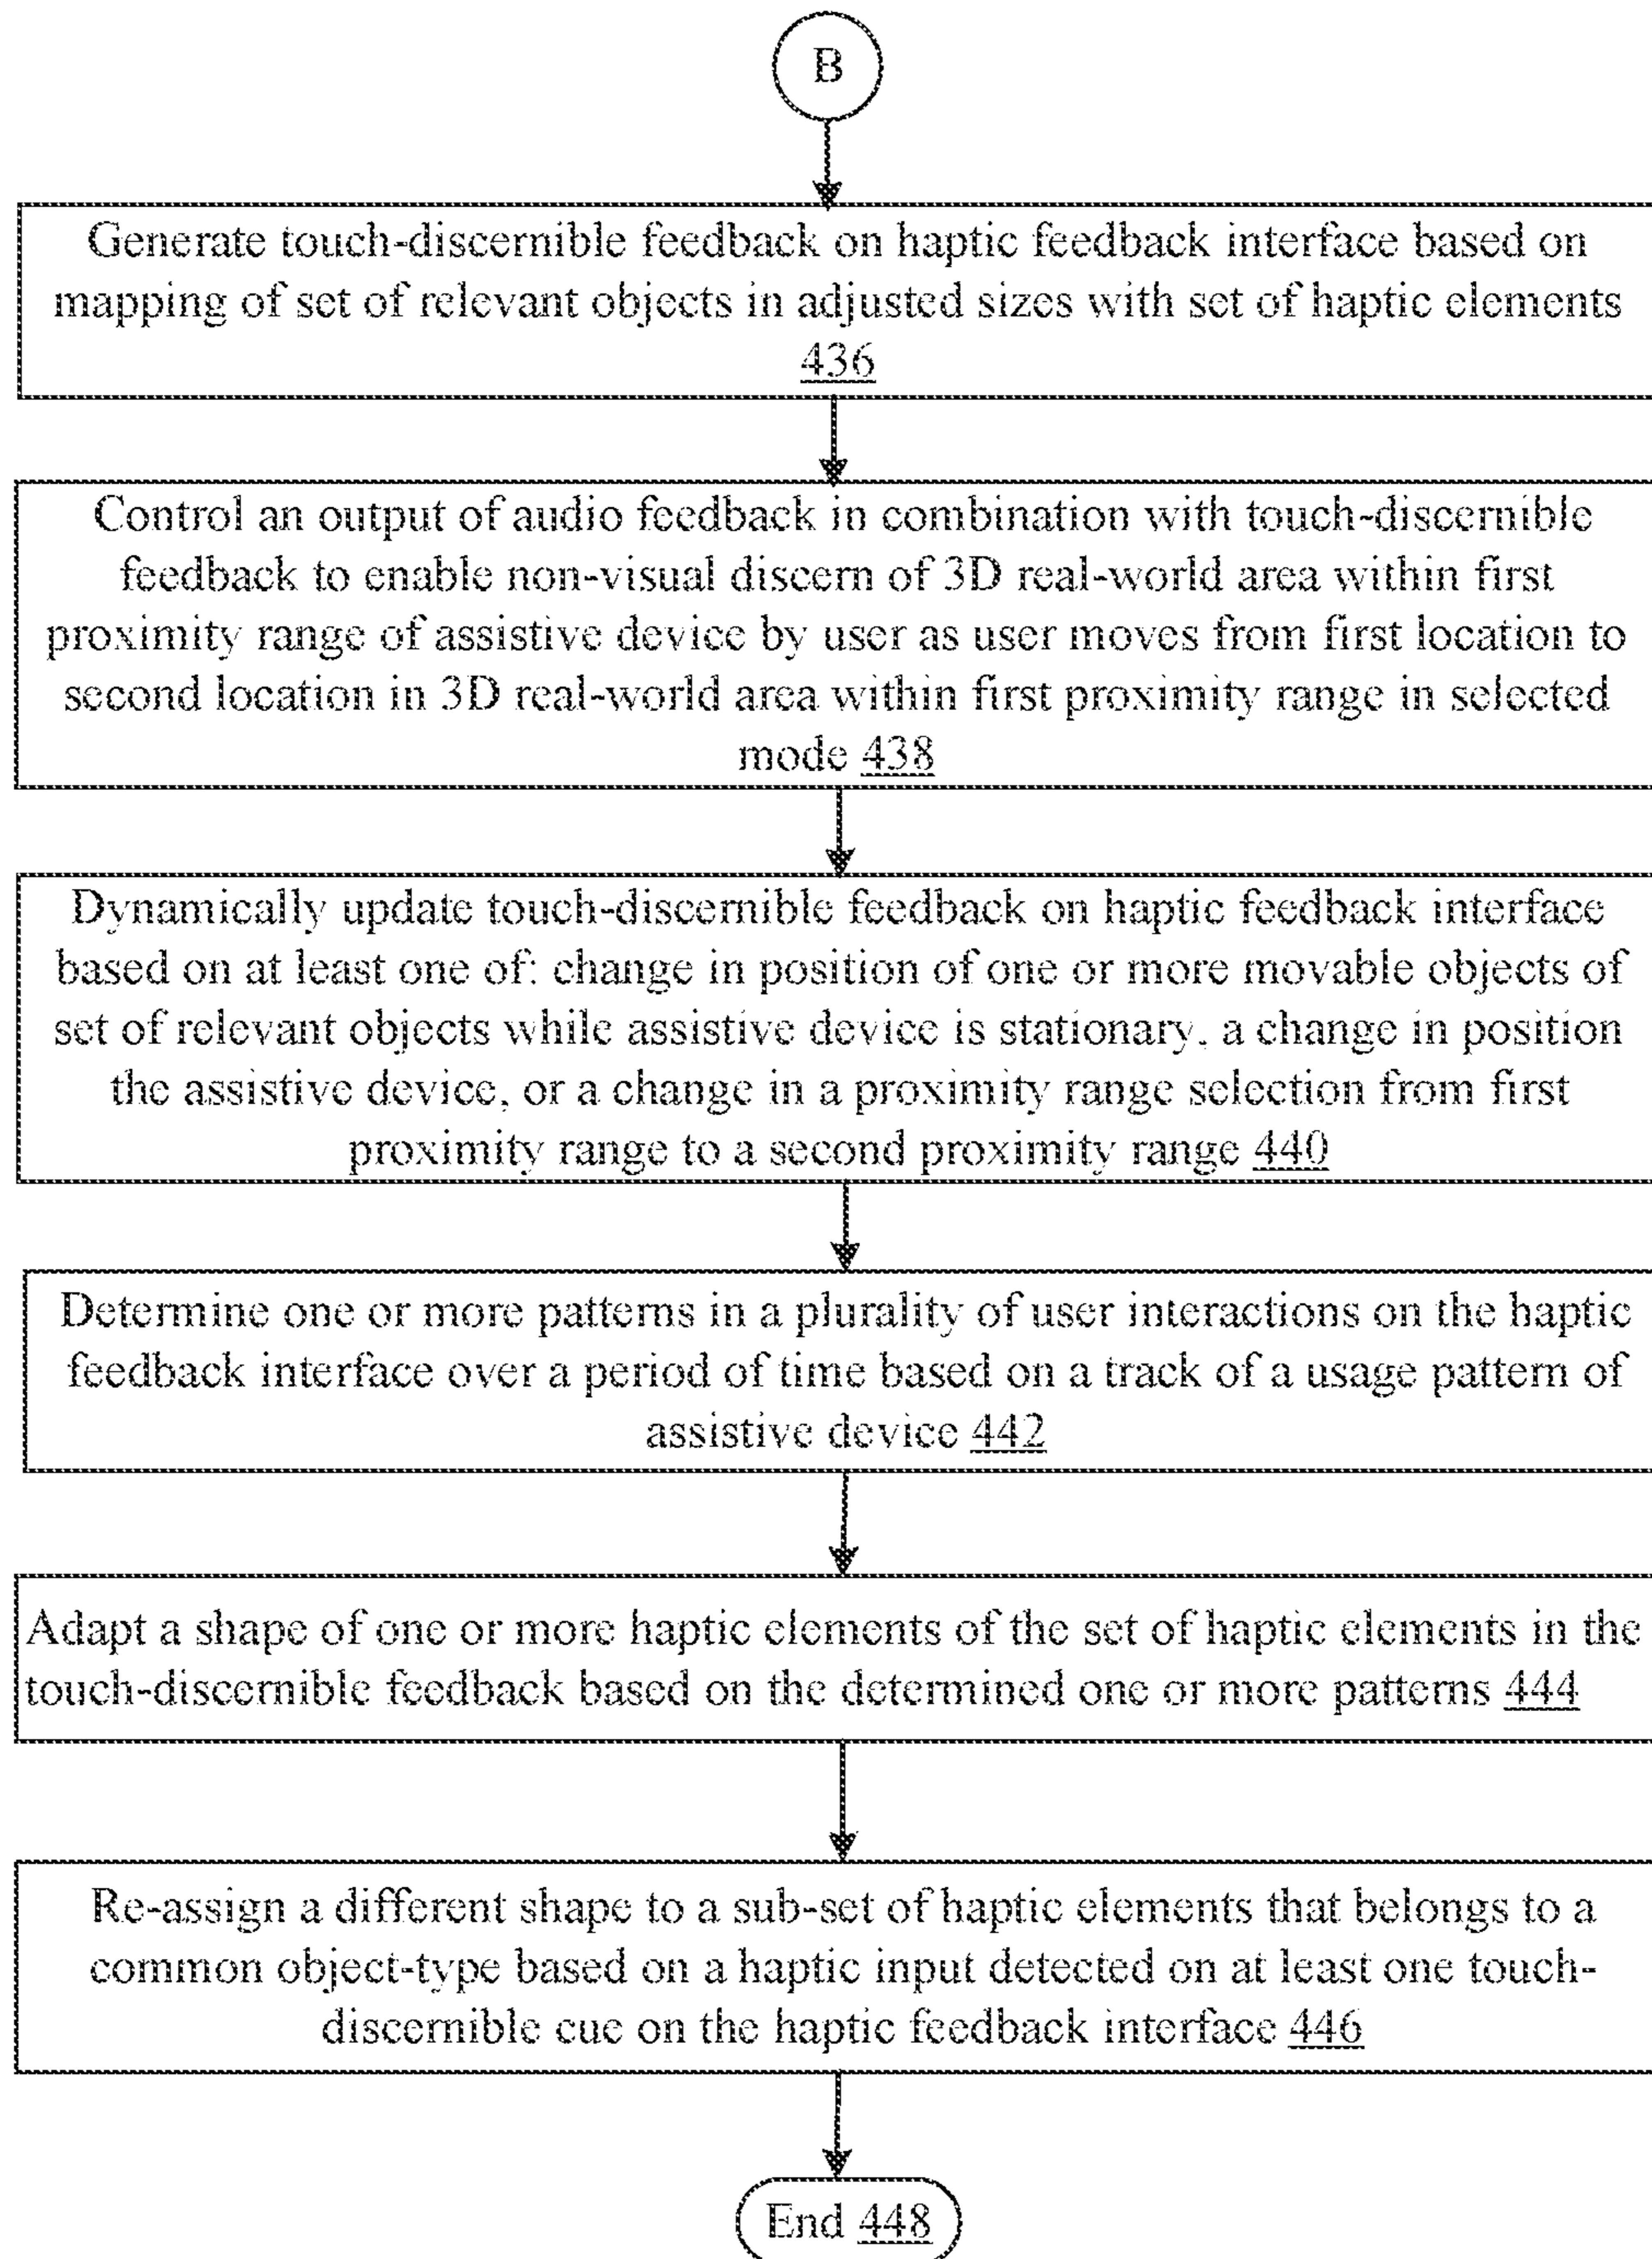 B
Generate touch-discernible feedback on haptic feedback interface based on
mapping of set of relevant objects in adjusted sizes with set of haptic elements
436
Control an output of audio feedback in combination with touch-discernible
feedback to enable non-visual discern of 3D real-world area within first
proximity range of assistive device by user as user moves from first location to
second location in 3D real-world area within first proximity range in selected
mode 438
Dynamically update touch-discernible feedback on haptic feedback interface
based on at least one of: change in position of one or more movable objects of
set of relevant objects while assistive device is stationary, a change in position
the assistive device, or a change in a proximity range selection from first
proximity range to a second proximity range 440
Determine one or more patterns in a plurality of user interactions on the haptic
feedback interface over a period of time based on a track of a usage pattern of
assistive device 442
Adapt a shape of one or more haptic elements of the set of haptic elements in the
touch-discernible feedback based on the determined one or more patterns 444
Re-assign a different shape to a sub-set of haptic elements that belongs to a
common object-type based on a haptic input detected on at least one touch-
discernible cue on the haptic feedback interface 446
End 448